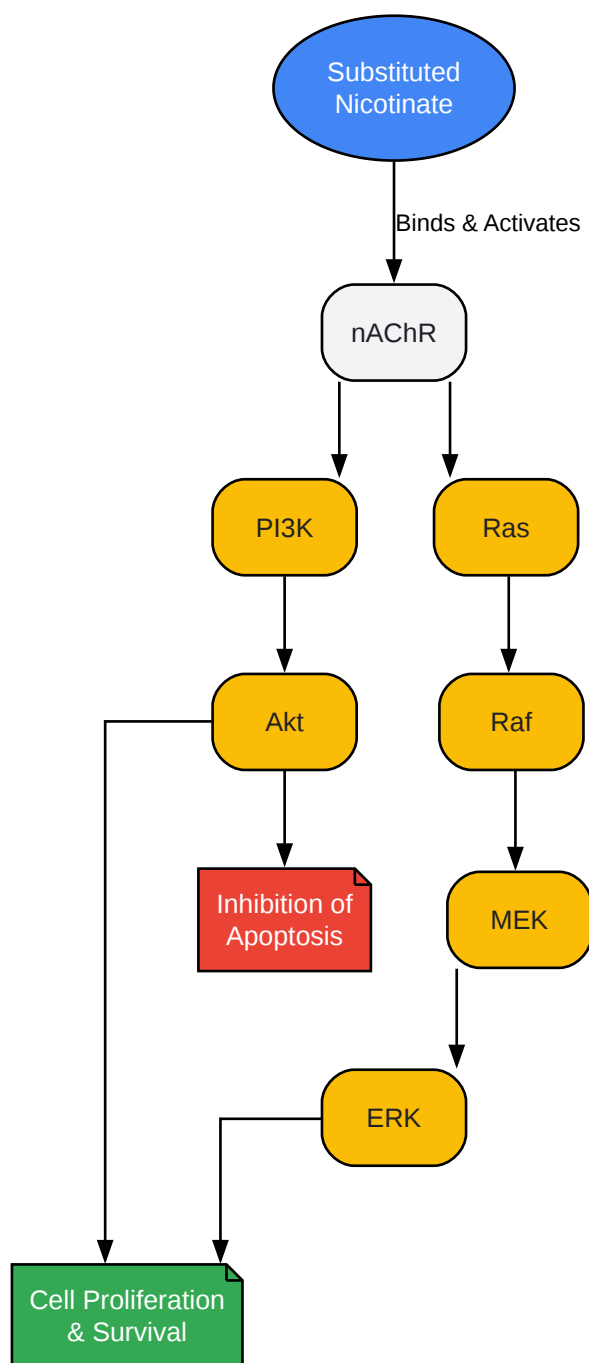 Substituted
Nicotinate
Binds & Activates
nAChR
PI3K
Ras
Akt
Raf
Inhibition of
Apoptosis
MEK
ERK
Cell Proliferation
& Survival